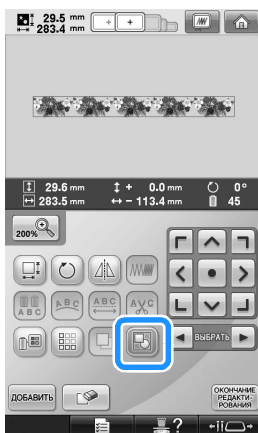 29.5 mm
283.4 mm
29.6 mm
+ 0.0 mm
0°
283.5 mm
- 113.4 mm
45
200%
A B C
A B C
A B C
A B C
ВЫБРАТЬ
ДОБАВИТЬ
ОКОНЧАНИЕ
РЕДАКТИ-
РОВАНИЯ
?